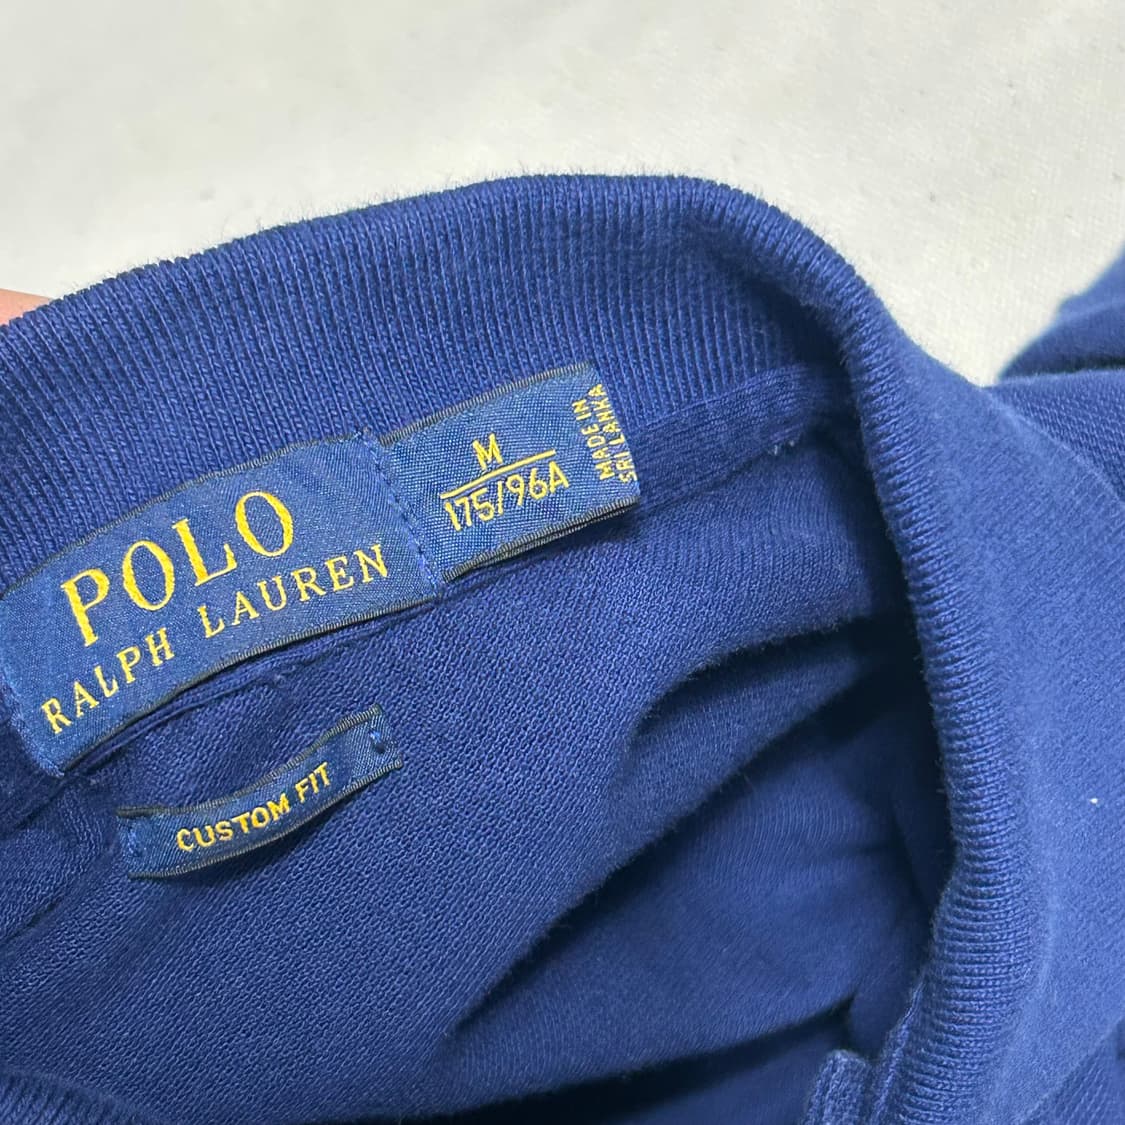 POLO
RALPH LAUREN
M
175/96A
MADE IN
SRI LANKA
CUSTOM FIT